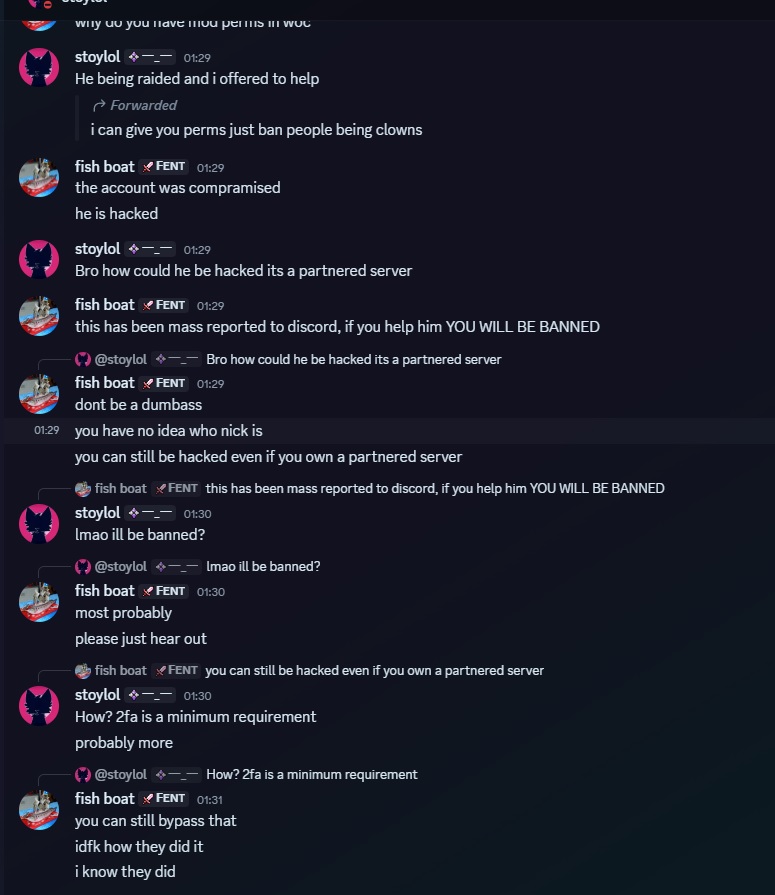 why do you have mod perms in woc
stoylol —_— 01:29
He being raided and i offered to help
Forwarded
i can give you perms just ban people being clowns
fish boat FENT 01:29
the account was compramised
he is hacked
stoylol —_— 01:29
Bro how could he be hacked its a partnered server
fish boat FENT 01:29
this has been mass reported to discord, if you help him YOU WILL BE BANNED
@stoylol —_— Bro how could he be hacked its a partnered server
fish boat FENT 01:29
dont be a dumbass
01:29 you have no idea who nick is
you can still be hacked even if you own a partnered server
fish boat FENT this has been mass reported to discord, if you help him YOU WILL BE BANNED
stoylol —_— 01:30
lmao ill be banned?
@stoylol —_— lmao ill be banned?
fish boat FENT 01:30
most probably
please just hear out
fish boat FENT you can still be hacked even if you own a partnered server
stoylol —_— 01:30
How? 2fa is a minimum requirement
probably more
@stoylol —_— How? 2fa is a minimum requirement
fish boat FENT 01:31
you can still bypass that
idfk how they did it
i know they did